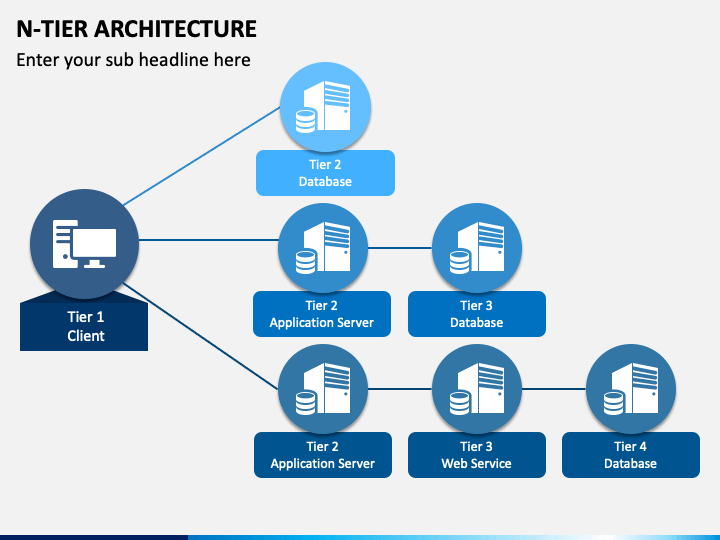 N-TIER ARCHITECTURE
Enter your sub headline here
Tier 2
Database
Tier 1
Client
Tier 2
Application Server
Tier 3
Database
Tier 2
Application Server
Tier 3
Web Service
Tier 4
Database